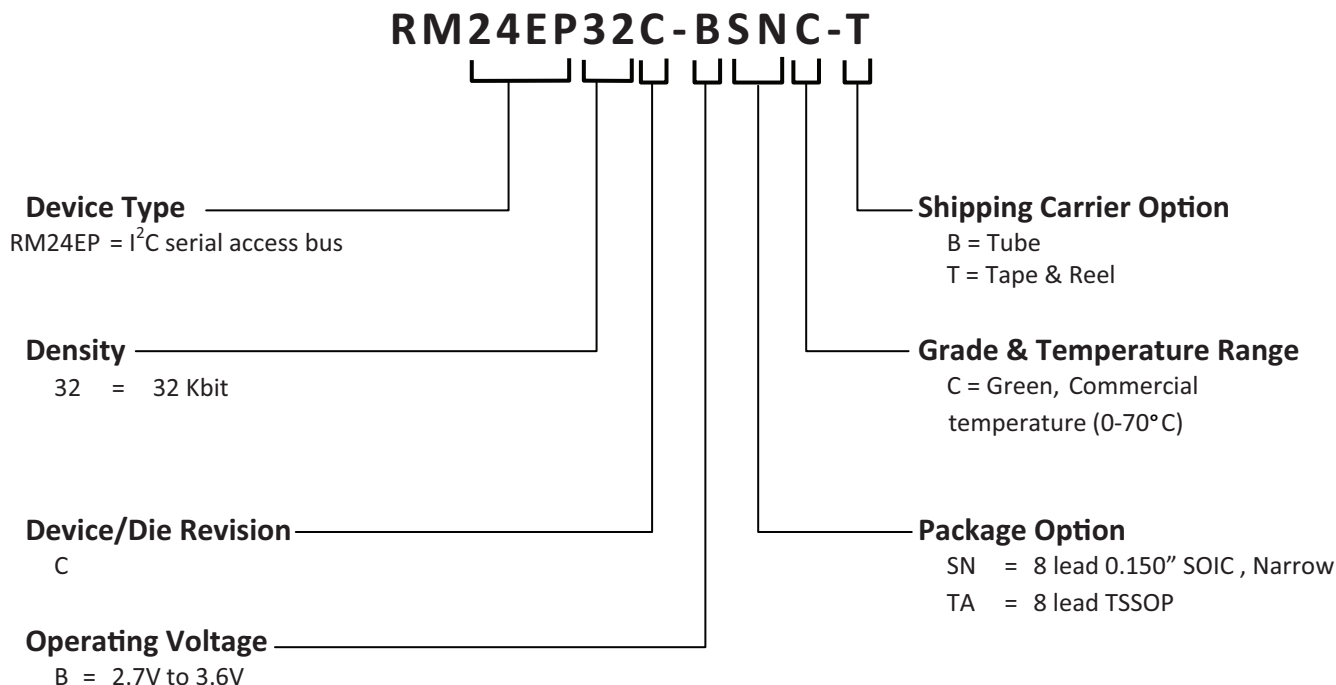 RM24EP32C-BSNC-T
Device Type
RM24EP = I²C serial access bus
Density
32 = 32 Kbit
Device/Die Revision
C
Operating Voltage
B = 2.7V to 3.6V
Shipping Carrier Option
B = Tube
T = Tape & Reel
Grade & Temperature Range
C = Green, Commercial
temperature (0-70°C)
Package Option
SN = 8 lead 0.150” SOIC , Narrow
TA = 8 lead TSSOP